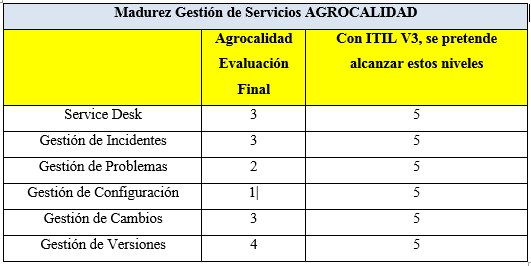 Madurez Gestión de Servicios AGROCALIDAD
Agrocalidad Evaluación Final
Con ITIL V3, se pretende alcanzar estos niveles
Service Desk 3 5
Gestión de Incidentes 3 5
Gestión de Problemas 2 5
Gestión de Configuración 1 5
Gestión de Cambios 3 5
Gestión de Versiones 4 5